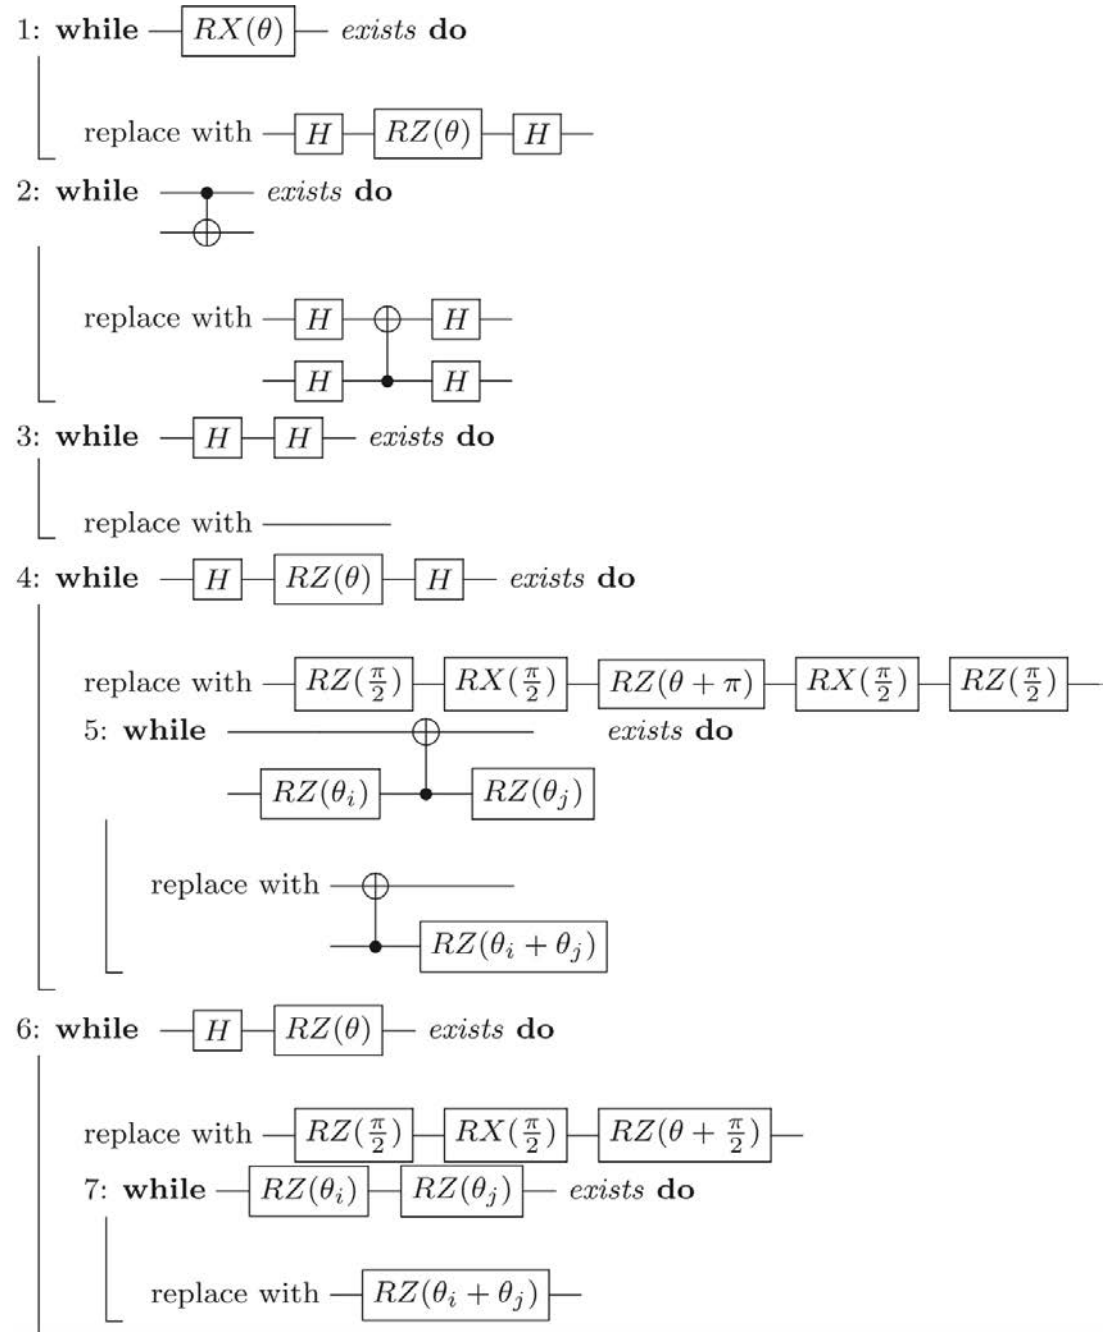 1: while RX(θ) exists do
replace with H RZ(θ) H
2: while exists do
replace with H H
H H
3: while H H exists do
replace with
4: while H RZ(θ) H exists do
replace with RZ(π/2) RX(π/2) RZ(θ + π) RX(π/2) RZ(π/2)
5: while exists do
RZ(θ_i) RZ(θ_j)
replace with
RZ(θ_i + θ_j)
6: while H RZ(θ) exists do
replace with RZ(π/2) RX(π/2) RZ(θ + π/2)
7: while RZ(θ_i) RZ(θ_j) exists do
replace with RZ(θ_i + θ_j)